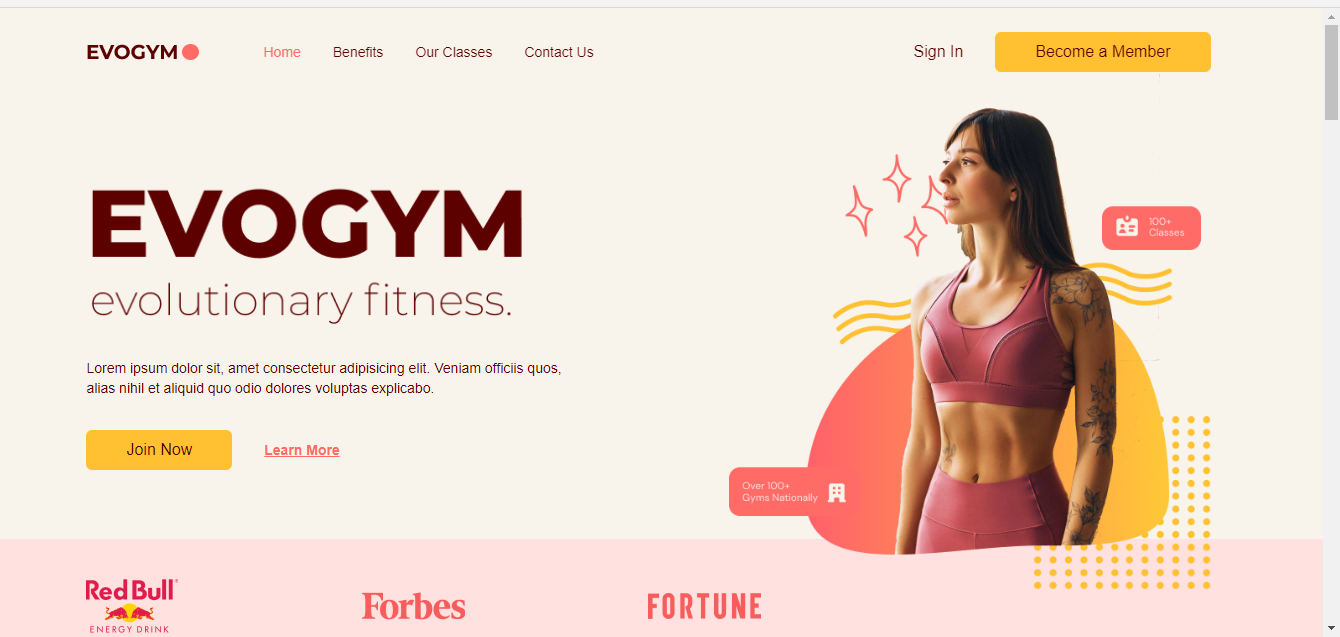 EVOGYM
Home
Benefits
Our Classes
Contact Us
Sign In
Become a Member
EVOGYM
evolutionary fitness.
100+
Classes
Lorem ipsum dolor sit, amet consectetur adipisicing elit. Veniam officiis quos,
alias nihil et aliquid quo odio dolores voluptas explicabo.
Join Now
Learn More
Over 100+
Gyms Nationally
Red Bull
ENERGY DRINK
Forbes
FORTUNE